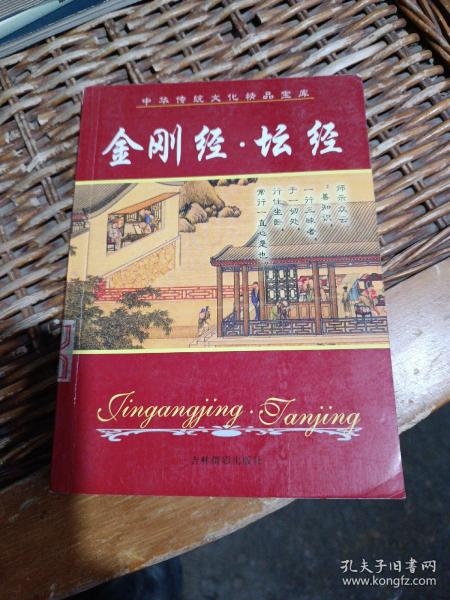 中华传统文化精品宝库
金刚经·坛经
师示众云
：善知识，
一行三昧者，
于一切处，
行住坐卧
常行一直心是也。
Jingangjing · Tanjing
吉林摄影出版社
孔夫子旧书网
www.kongfz.com